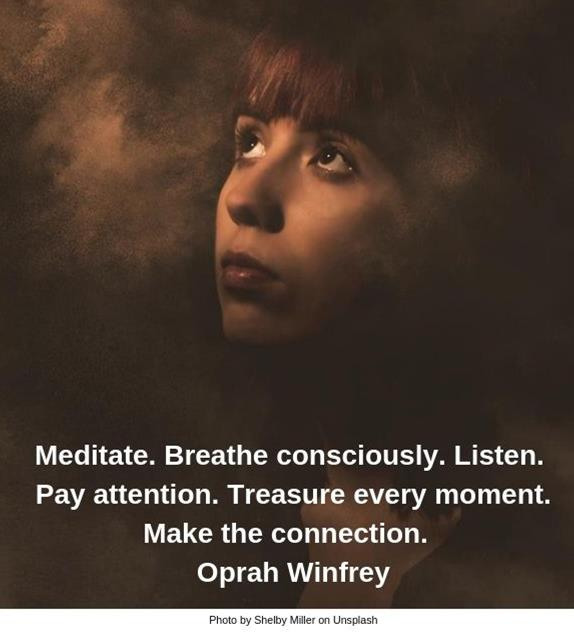 Meditate. Breathe consciously. Listen.
Pay attention. Treasure every moment.
Make the connection.
Oprah Winfrey
Photo by Shelby Miller on Unsplash